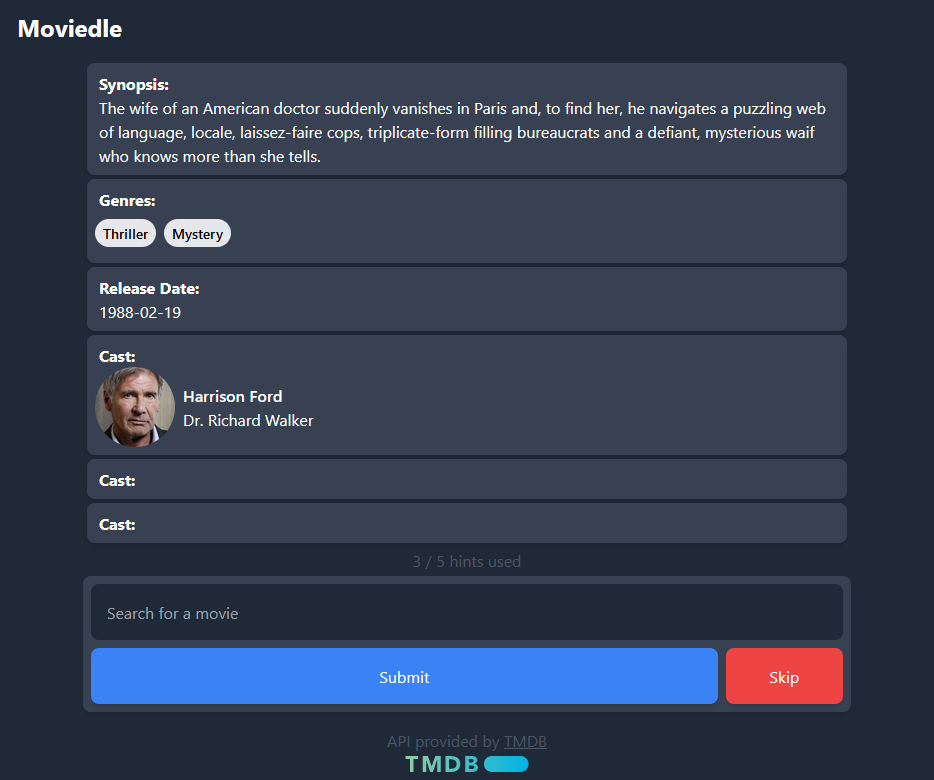 Moviedle
Synopsis:
The wife of an American doctor suddenly vanishes in Paris and, to find her, he navigates a puzzling web
of language, locale, laissez-faire cops, triplicate-form filling bureaucrats and a defiant, mysterious waif
who knows more than she tells.
Genres:
Thriller Mystery
Release Date:
1988-02-19
Cast:
Harrison Ford
Dr. Richard Walker
Cast:
Cast:
3 / 5 hints used
Search for a movie
Submit Skip
API provided by TMDB
TMDB